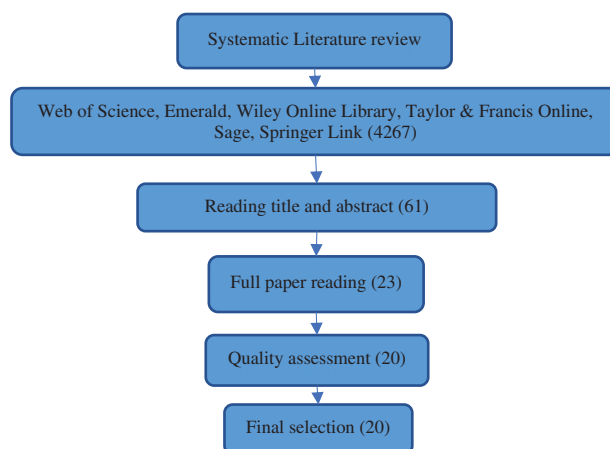 Systematic Literature review
Web of Science, Emerald, Wiley Online Library, Taylor & Francis Online,
Sage, Springer Link (4267)
Reading title and abstract (61)
Full paper reading (23)
Quality assessment (20)
Final selection (20)